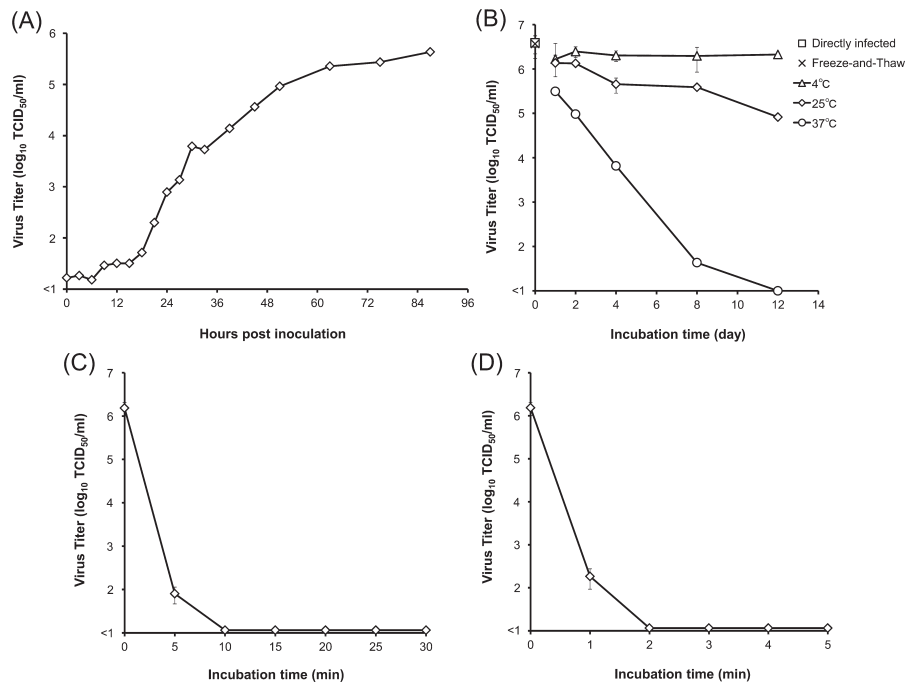 (A)
Virus Titer (log10 TCID50/ml)
6
5
4
3
2
<1
0 12 24 36 48 60 72 84 96
Hours post inoculation
(B)
Virus Titer (log10 TCID50/ml)
7
6
5
4
3
2
<1
0 2 4 6 8 10 12 14
Incubation time (day)
Directly infected
Freeze-and-Thaw
4℃
25℃
37℃
(C)
Virus Titer (log10 TCID50/ml)
7
6
5
4
3
2
<1
0 5 10 15 20 25 30
Incubation time (min)
(D)
Virus Titer (log10 TCID50/ml)
7
6
5
4
3
2
<1
0 1 2 3 4 5
Incubation time (min)